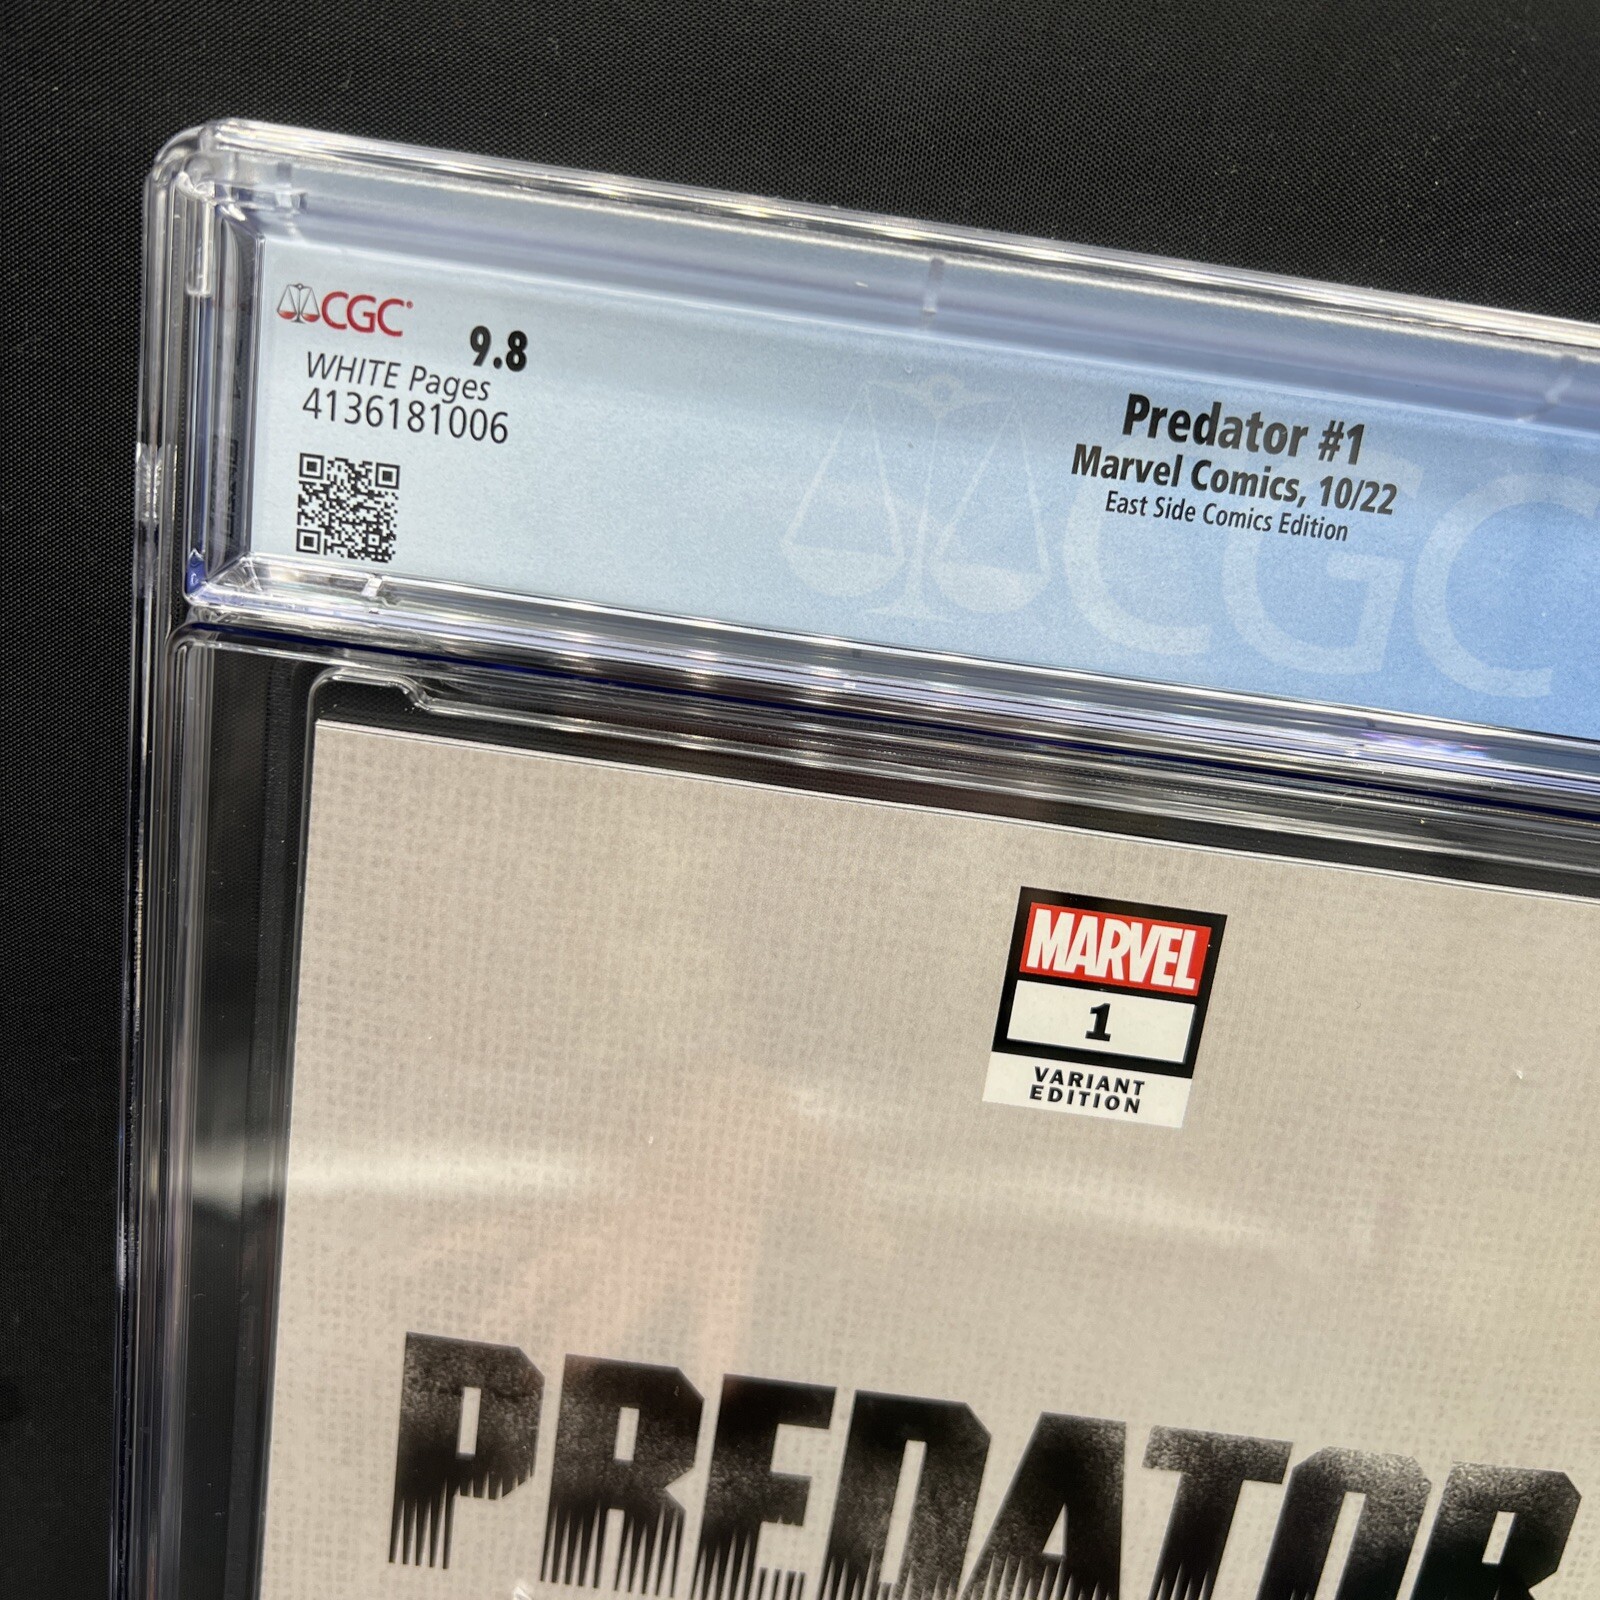 CGC
9.8
WHITE Pages
4136181006
Predator #1
Marvel Comics, 10/22
East Side Comics Edition
CGC
MARVEL
1
VARIANT
EDITION
PREDATOR